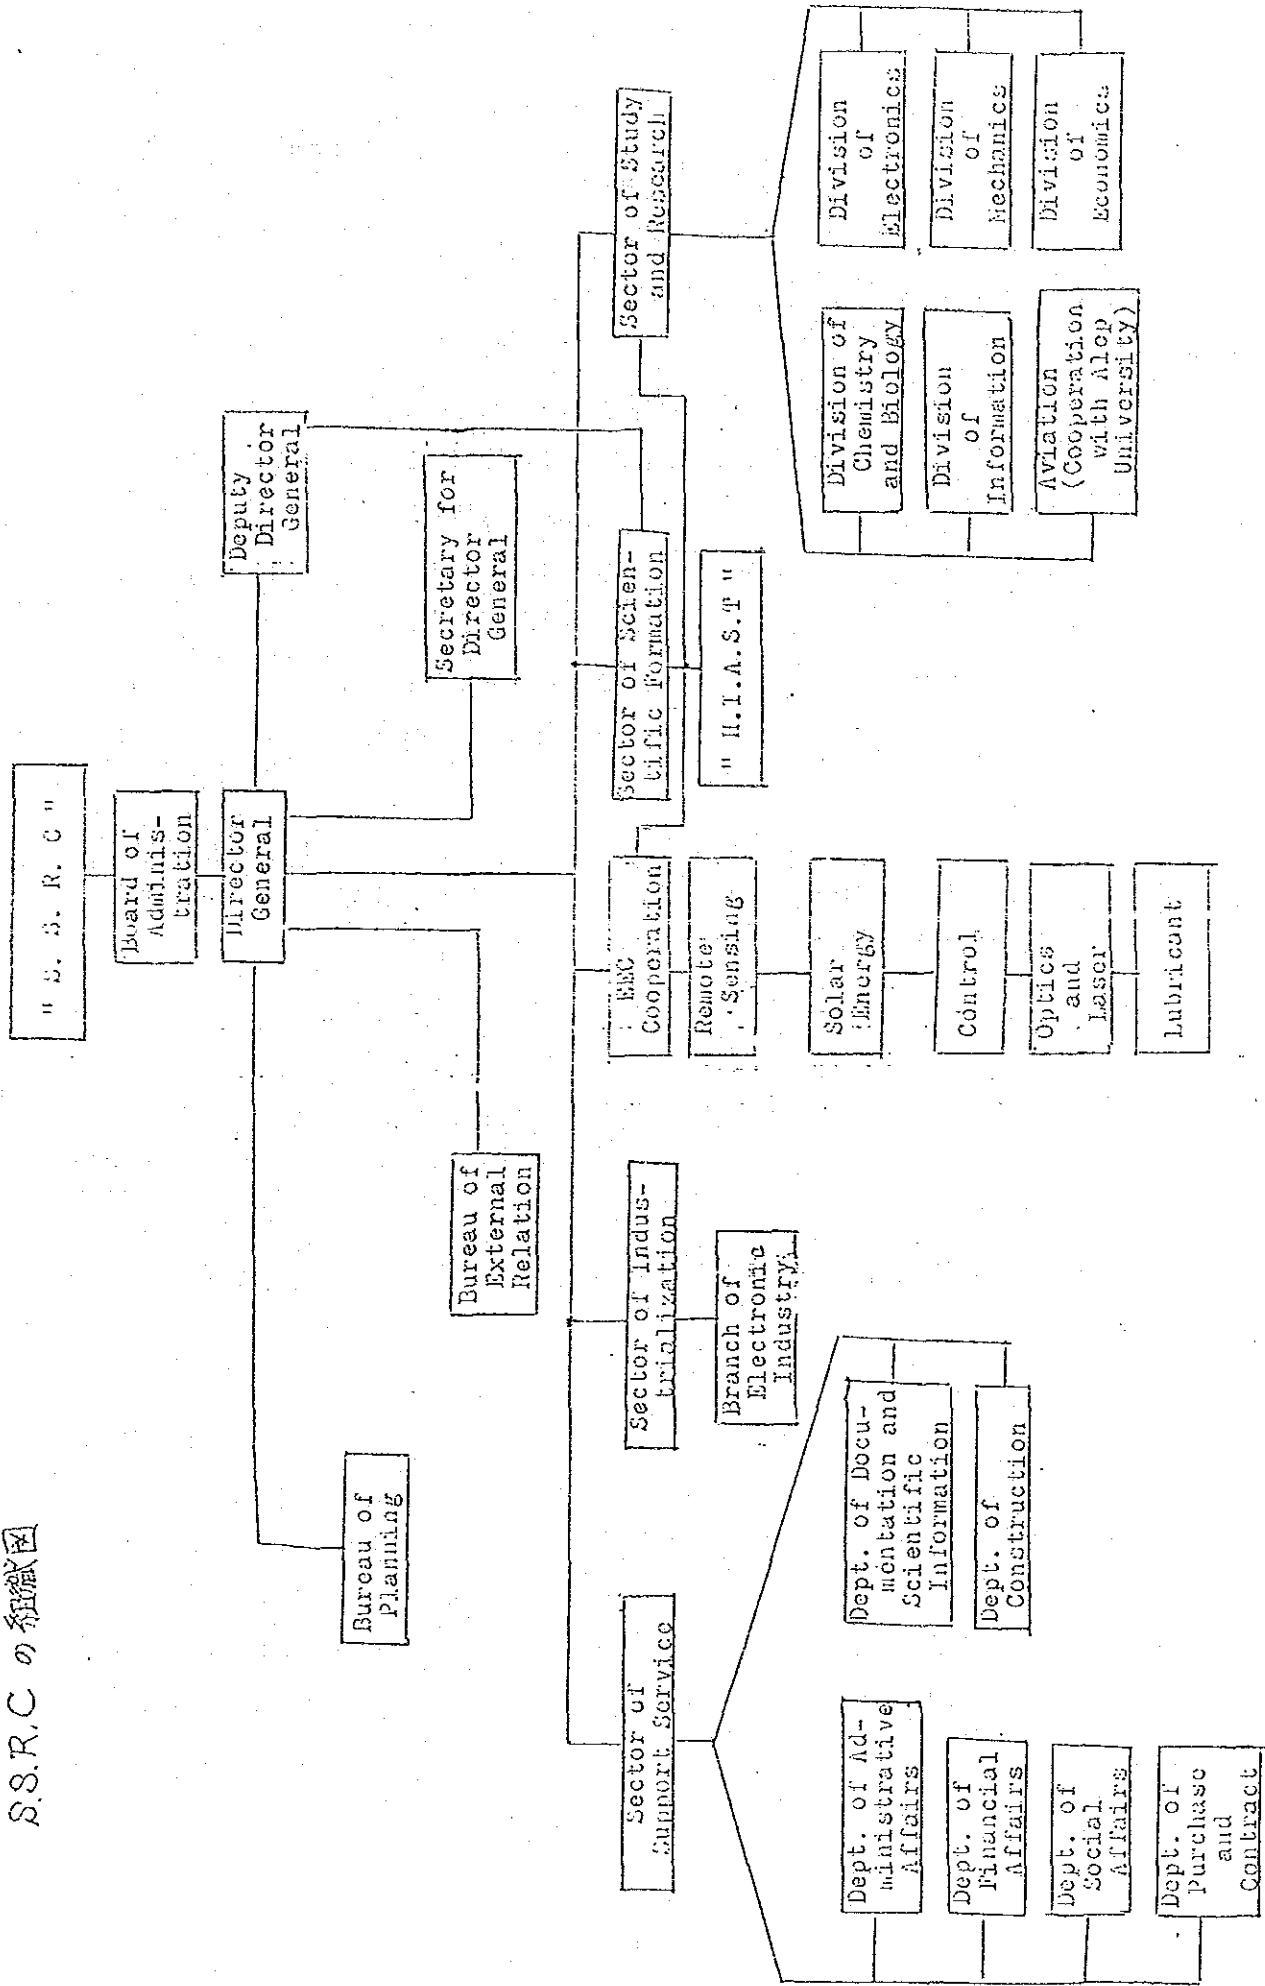 S.S.R.C の組織図
" S. S. R. C "
Board of
Adminis-
tration
Director
General
Deputy
Director
General
Secretary for
Director
General
Bureau of
External
Relation
Bureau of
Planning
Sector of
Support Service
Sector of Indus-
trialization
Branch of
Electronic
Industry
EEC
Cooperation
Remote
Sensing
Solar
Energy
Control
Optics
and
Laser
Lubricant
Sector of Scien-
tific Formation
" H.I.A.S.T "
Sector of Study
and Research
Dept. of Ad-
ministrative
Affairs
Dept. of
Financial
Affairs
Dept. of
Social
Affairs
Dept. of
Purchase
and
Contract
Dept. of Docu-
mentation and
Scientific
Information
Dept. of
Construction
Division of
Chemistry
and Biology
Division
of
Information
Aviation
(Cooperation
with Alep
University)
Division
of
Electronics
Division
of
Mechanics
Division
of
Economics